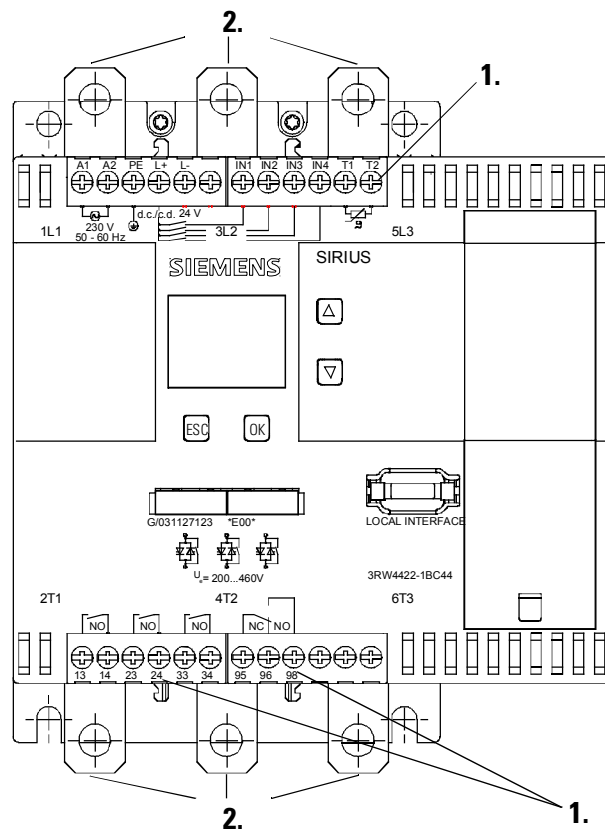 2.
1.
A1 A2 PE L+ L- IN1 IN2 IN3 IN4 T1 T2
d.c./c.d. 24 V
1L1 230 V 3L2 5L3
50 - 60 Hz
SIEMENS SIRIUS
ESC OK
G/031127123 *E00* LOCAL INTERFACE
3RW4422-1BC44
Ue= 200...460V
2T1 4T2 6T3
NO NO NO NC NO
13 14 23 24 33 34 95 96 98
2.
1.